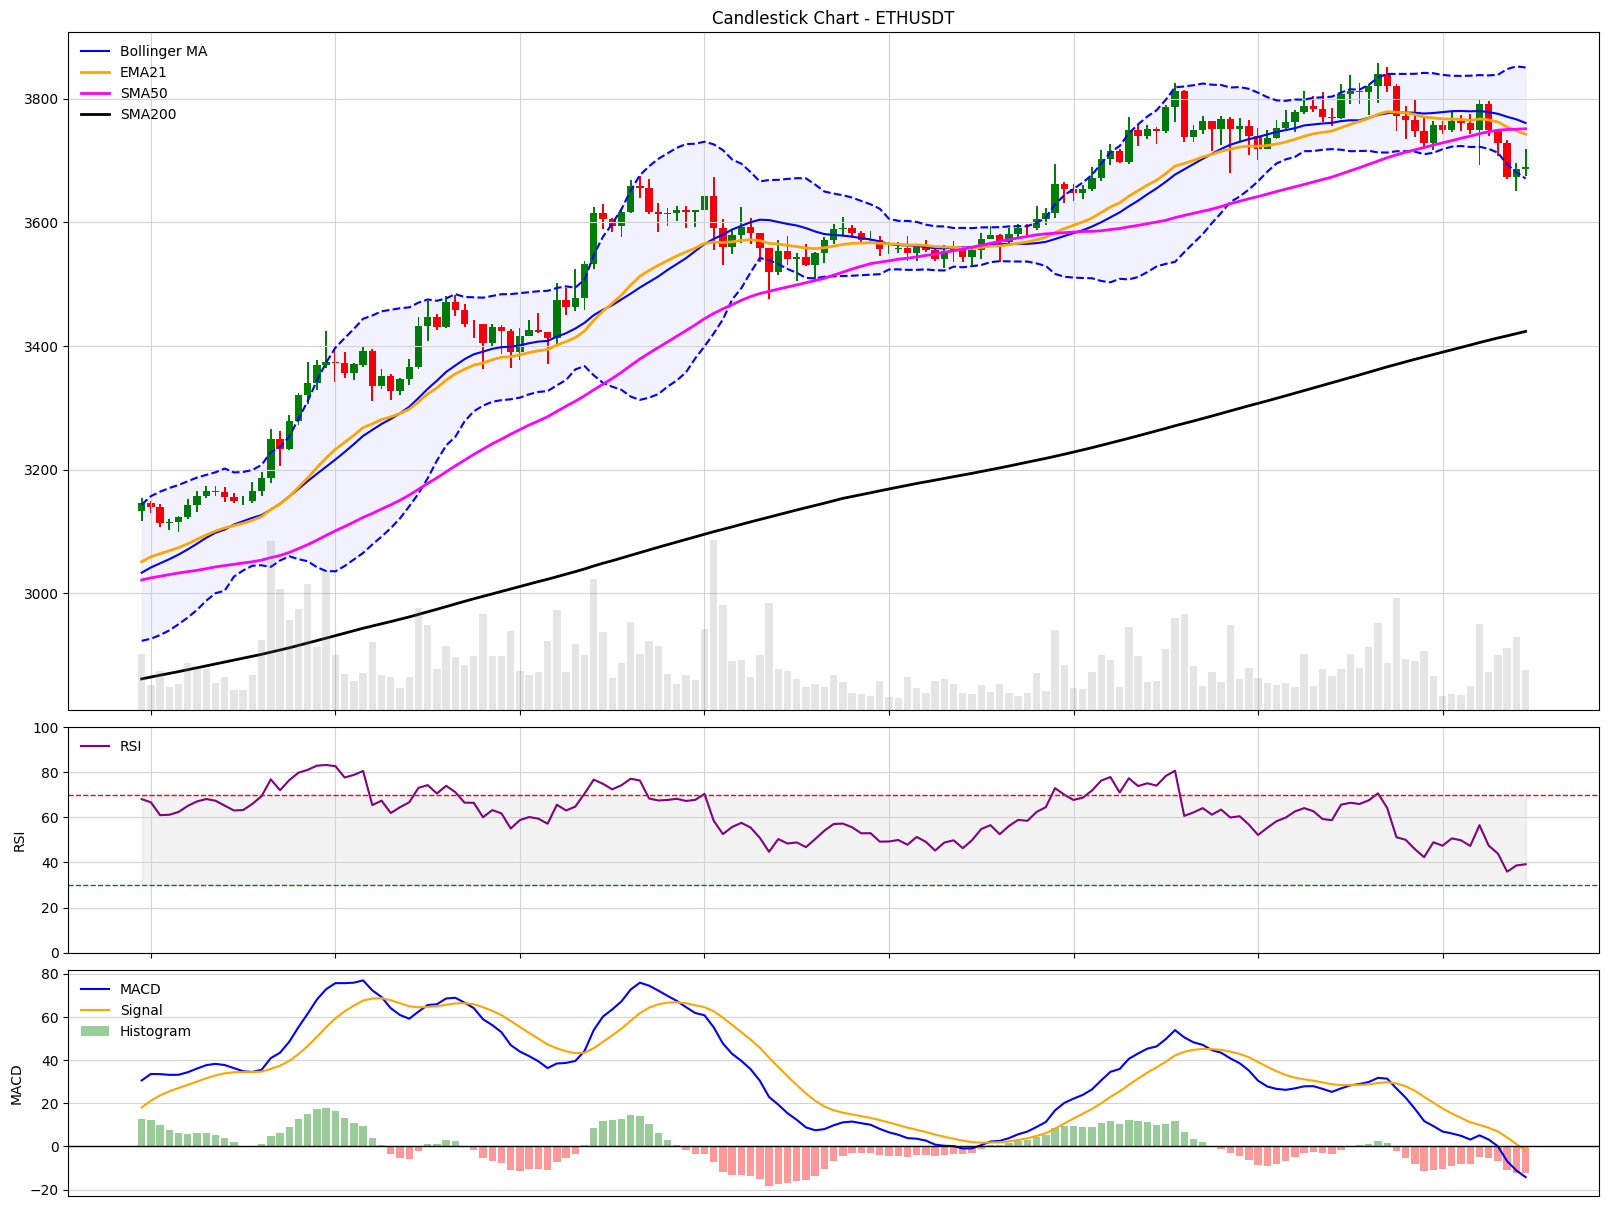 Candlestick Chart - ETHUSDT
Bollinger MA
EMA21
SMA50
SMA200
3800
3600
3400
3200
3000
RSI
100
80
60
40
20
0
RSI
MACD
Signal
Histogram
80
60
40
20
0
−20
MACD